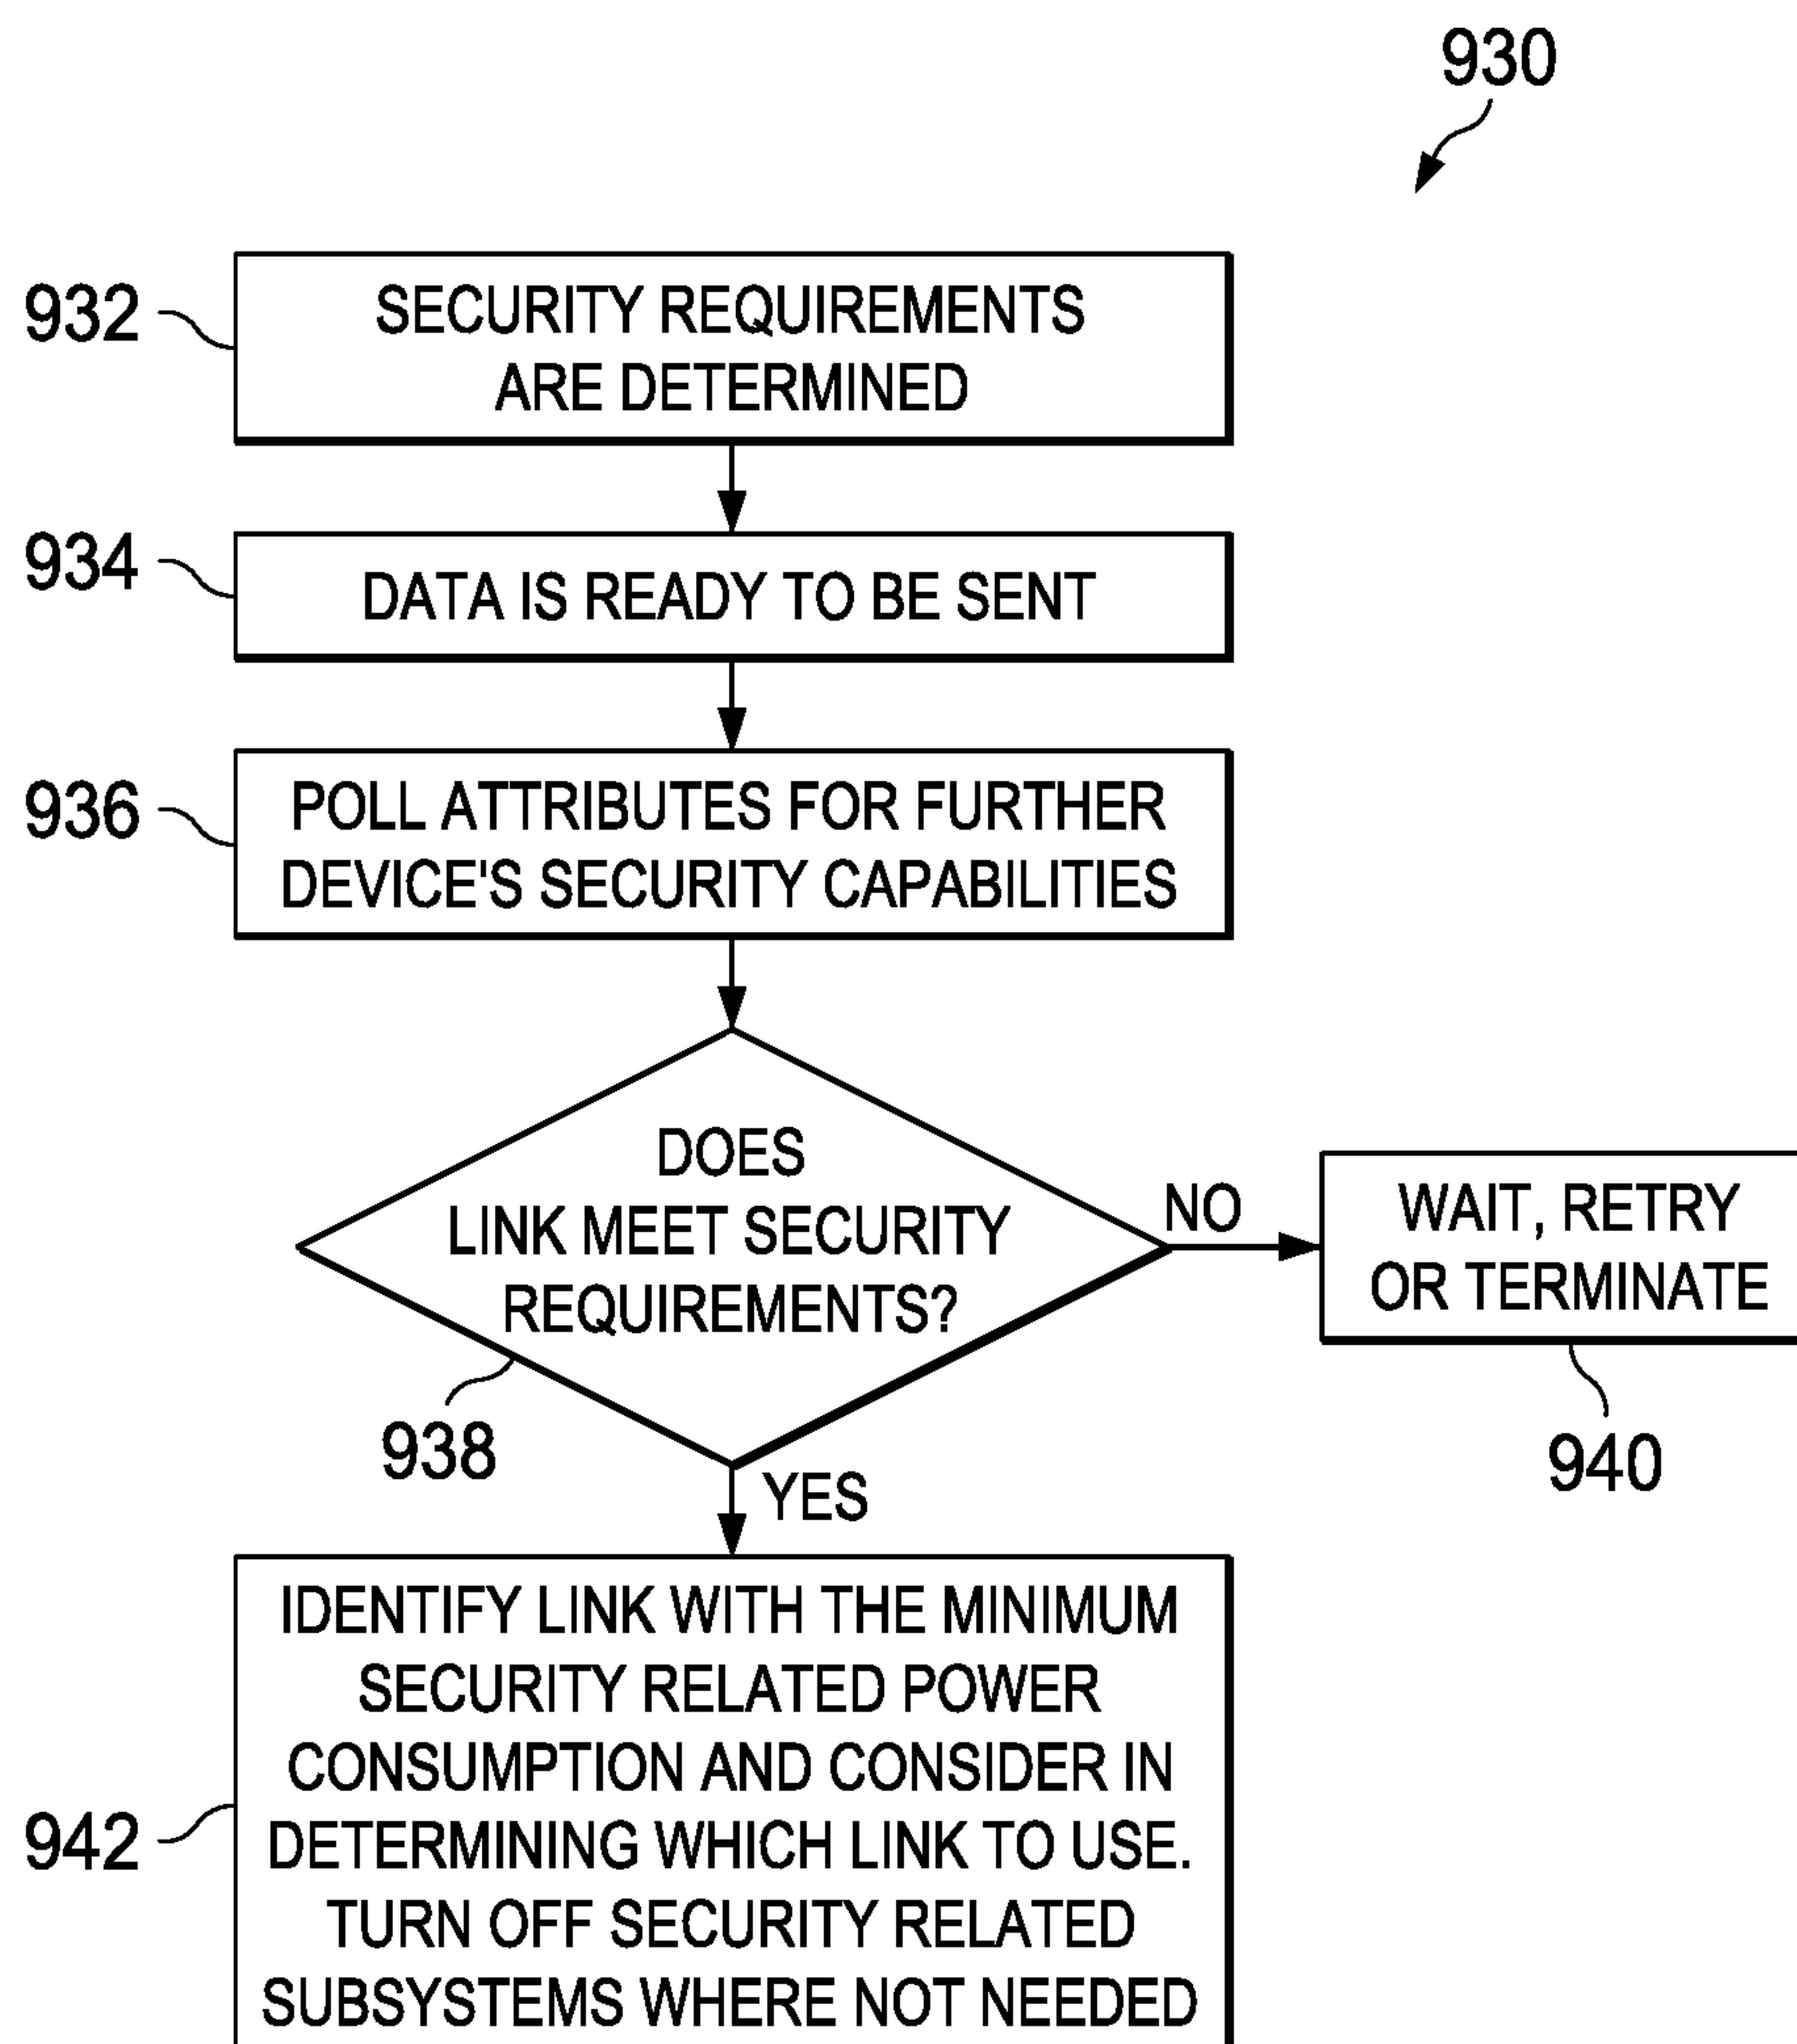 930
932
SECURITY REQUIREMENTS
ARE DETERMINED
934
DATA IS READY TO BE SENT
936
POLL ATTRIBUTES FOR FURTHER
DEVICE'S SECURITY CAPABILITIES
DOES
LINK MEET SECURITY
REQUIREMENTS?
938
NO
WAIT, RETRY
OR TERMINATE
940
YES
942
IDENTIFY LINK WITH THE MINIMUM
SECURITY RELATED POWER
CONSUMPTION AND CONSIDER IN
DETERMINING WHICH LINK TO USE.
TURN OFF SECURITY RELATED
SUBSYSTEMS WHERE NOT NEEDED